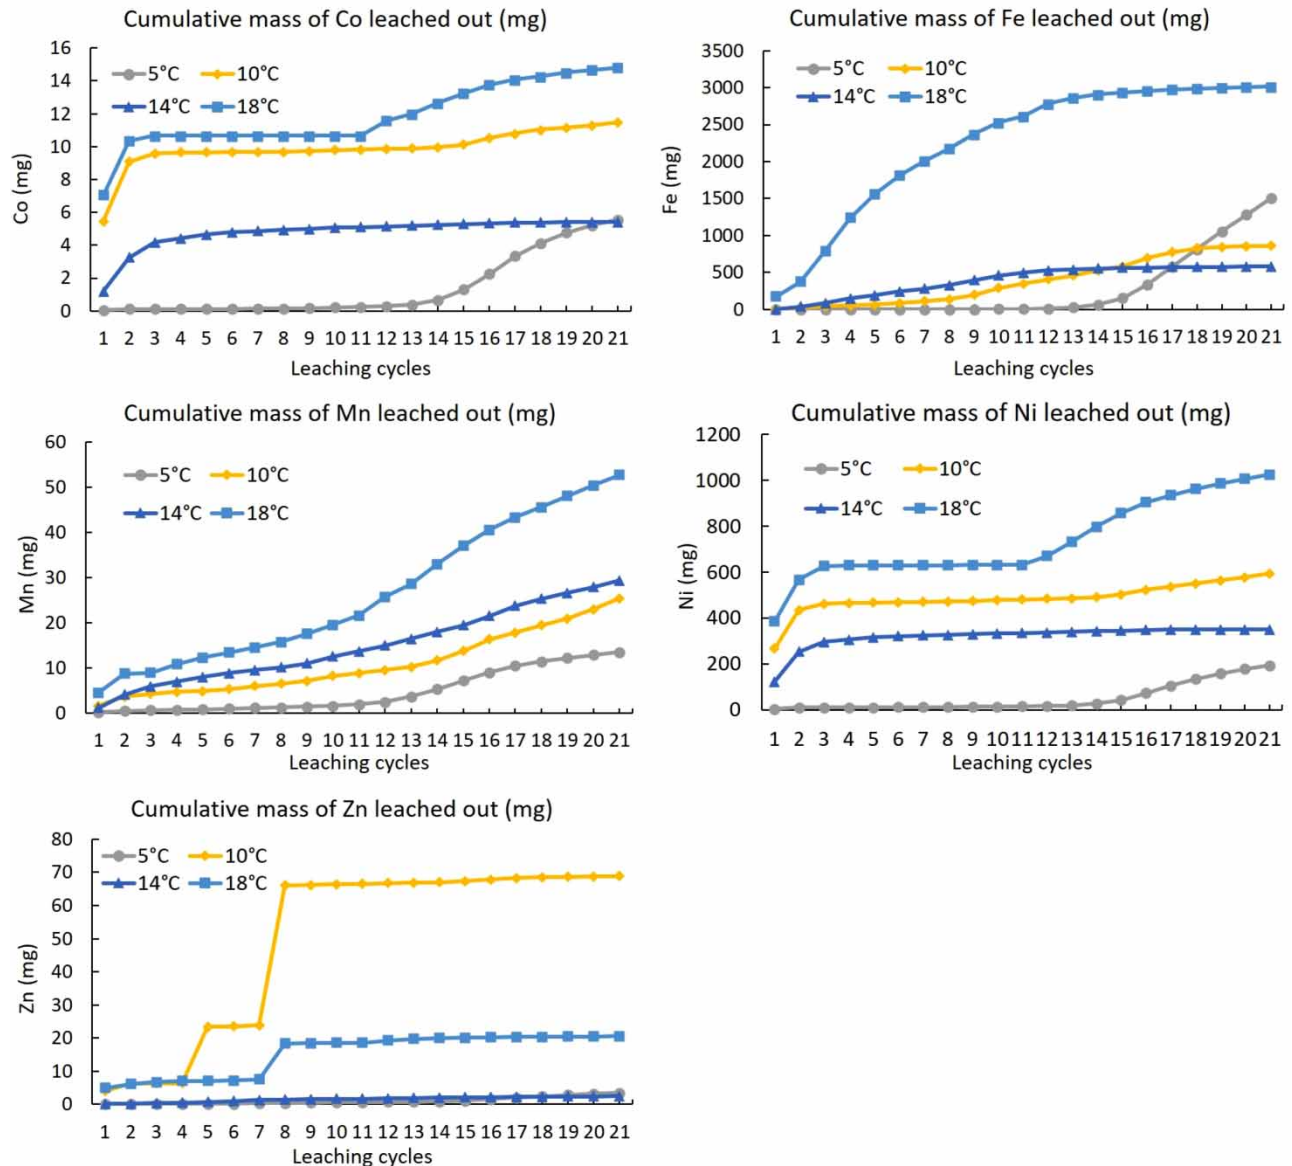 Cumulative mass of Co leached out (mg)
16
14
12
10
8
6
4
2
0
Co (mg)
5°C 10°C
14°C 18°C
1 2 3 4 5 6 7 8 9 10 11 12 13 14 15 16 17 18 19 20 21
Leaching cycles
Cumulative mass of Fe leached out (mg)
3500
3000
2500
2000
1500
1000
500
0
Fe (mg)
5°C 10°C
14°C 18°C
1 2 3 4 5 6 7 8 9 10 11 12 13 14 15 16 17 18 19 20 21
Leaching cycles
Cumulative mass of Mn leached out (mg)
60
50
40
30
20
10
0
Mn (mg)
5°C 10°C
14°C 18°C
1 2 3 4 5 6 7 8 9 10 11 12 13 14 15 16 17 18 19 20 21
Leaching cycles
Cumulative mass of Ni leached out (mg)
1200
1000
800
600
400
200
0
Ni (mg)
5°C 10°C
14°C 18°C
1 2 3 4 5 6 7 8 9 10 11 12 13 14 15 16 17 18 19 20 21
Leaching cycles
Cumulative mass of Zn leached out (mg)
80
70
60
50
40
30
20
10
0
Zn (mg)
5°C 10°C
14°C 18°C
1 2 3 4 5 6 7 8 9 10 11 12 13 14 15 16 17 18 19 20 21
Leaching cycles